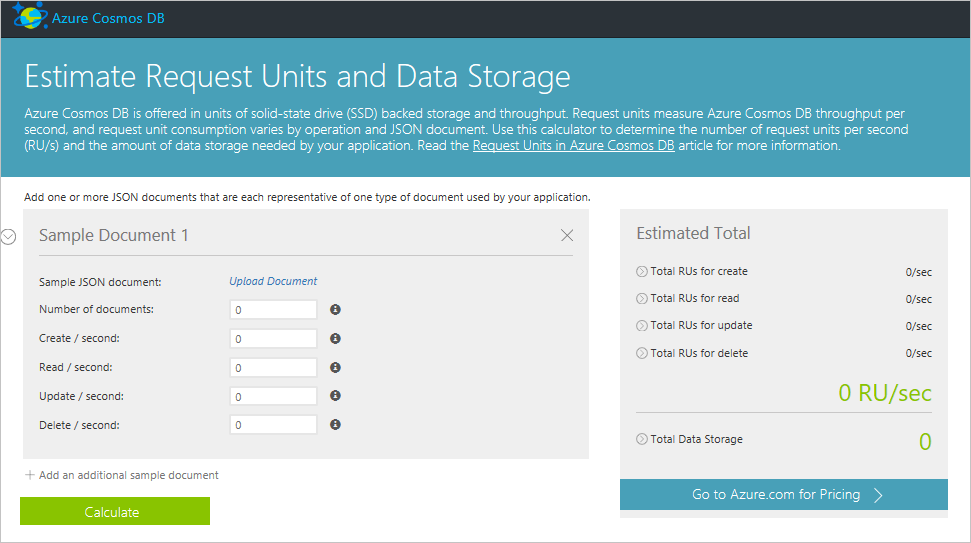 Azure Cosmos DB
Estimate Request Units and Data Storage
Azure Cosmos DB is offered in units of solid-state drive (SSD) backed storage and throughput. Request units measure Azure Cosmos DB throughput per
second, and request unit consumption varies by operation and JSON document. Use this calculator to determine the number of request units per second
(RU/s) and the amount of data storage needed by your application. Read the Request Units in Azure Cosmos DB article for more information.
Add one or more JSON documents that are each representative of one type of document used by your application.
Sample Document 1
Sample JSON document: Upload Document
Number of documents: 0
Create / second: 0
Read / second: 0
Update / second: 0
Delete / second: 0
Add an additional sample document
Calculate
Estimated Total
Total RUs for create 0/sec
Total RUs for read 0/sec
Total RUs for update 0/sec
Total RUs for delete 0/sec
0 RU/sec
Total Data Storage 0
Go to Azure.com for Pricing